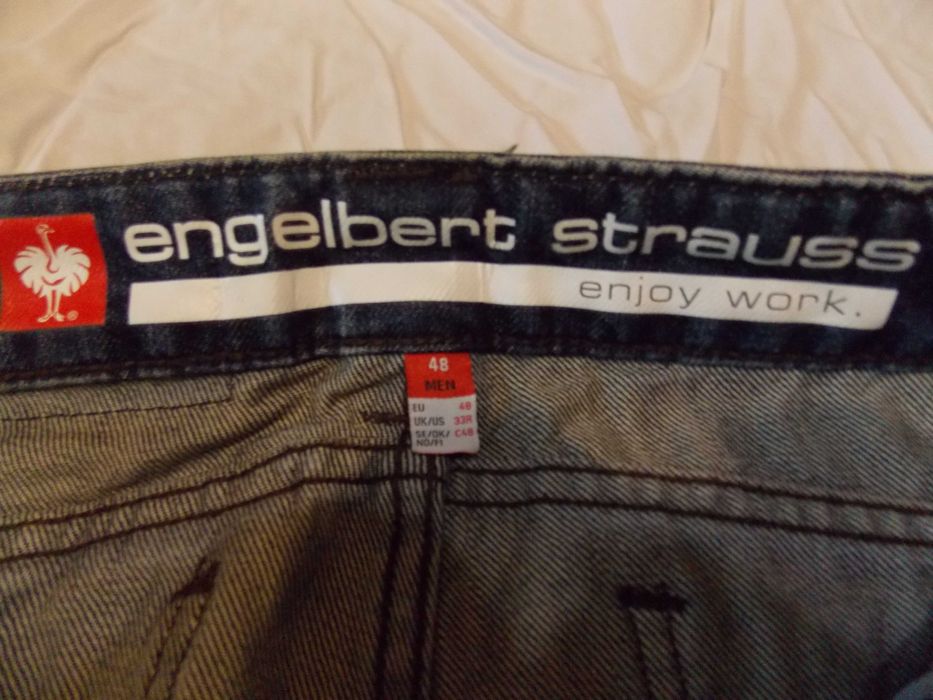 engelbert strauss
enjoy work.
®
48
MEN
EU 48
UK/US 33R
SE/DK/ C48
NO/FI